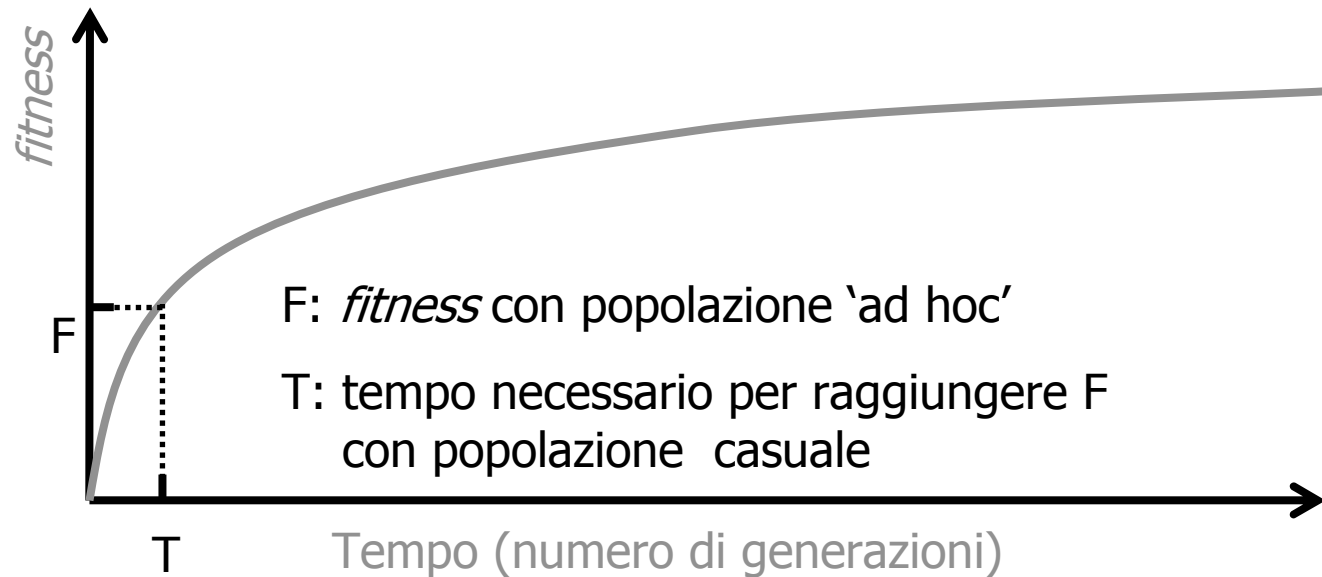 fitness
F
F: fitness con popolazione ‘ad hoc’
T: tempo necessario per raggiungere F
con popolazione casuale
T
Tempo (numero di generazioni)